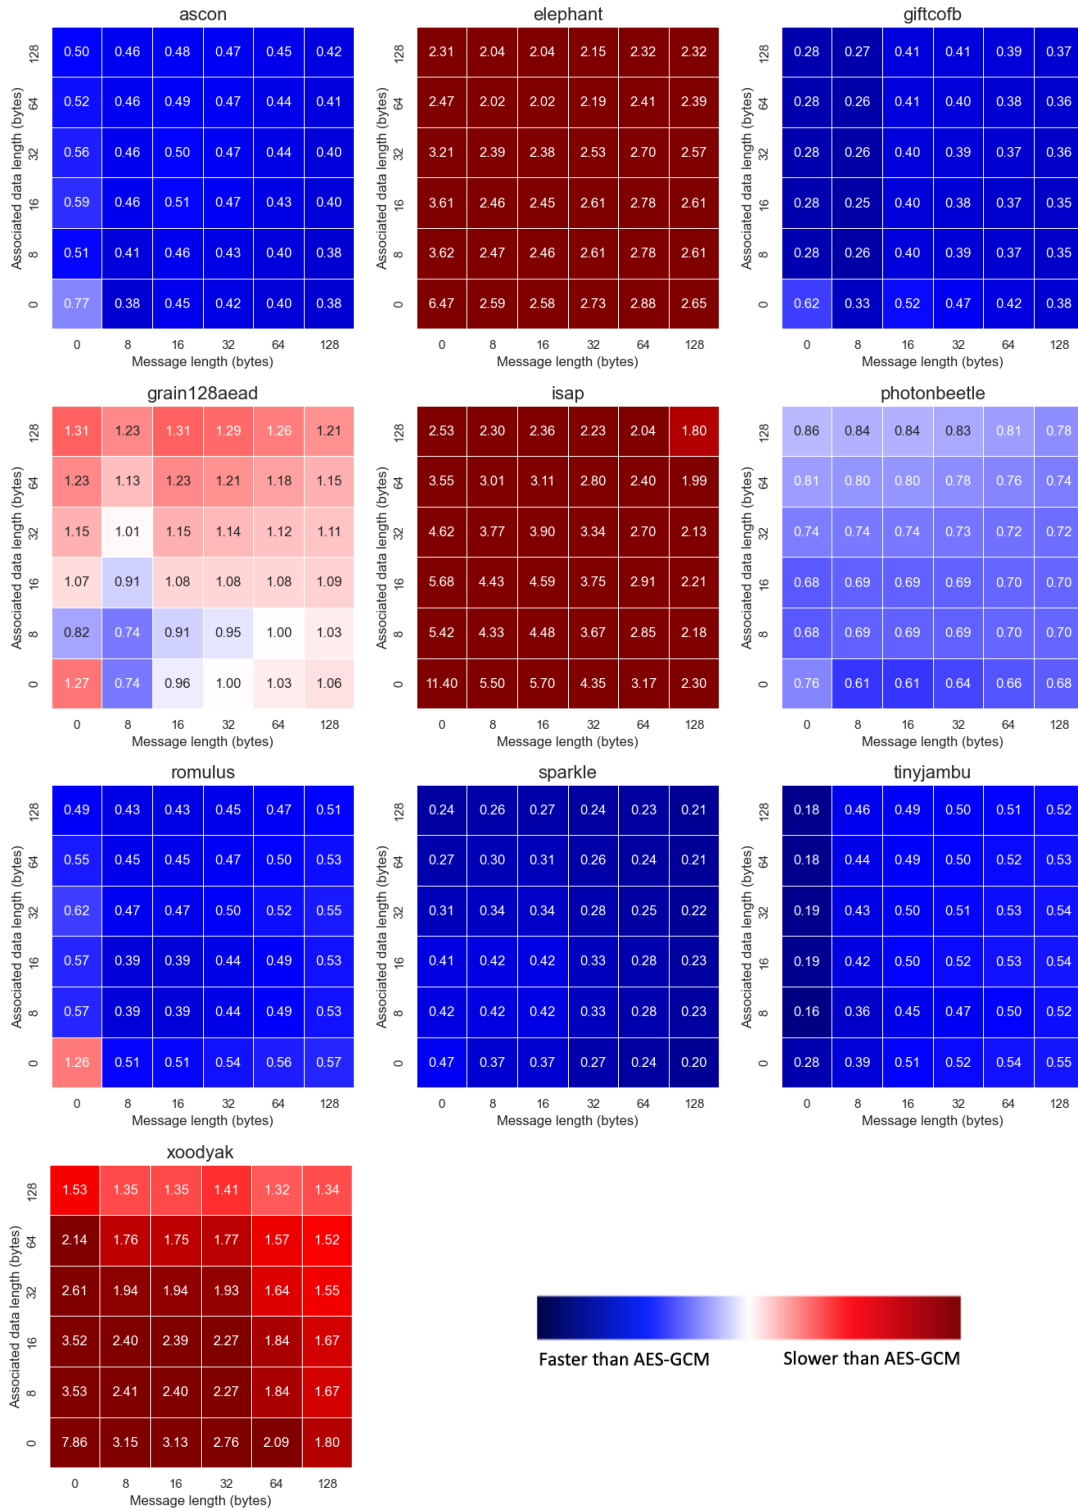 ascon elephant giftcofb
128 0.50 0.46 0.48 0.47 0.45 0.42 128 2.31 2.04 2.04 2.15 2.32 2.32 128 0.28 0.27 0.41 0.41 0.39 0.37
64 0.52 0.46 0.49 0.47 0.44 0.41 64 2.47 2.02 2.02 2.19 2.41 2.39 64 0.28 0.26 0.41 0.40 0.38 0.36
32 0.56 0.46 0.50 0.47 0.44 0.40 32 3.21 2.39 2.38 2.53 2.70 2.57 32 0.28 0.26 0.40 0.39 0.37 0.36
16 0.59 0.46 0.51 0.47 0.43 0.40 16 3.61 2.46 2.45 2.61 2.78 2.61 16 0.28 0.25 0.40 0.38 0.37 0.35
8 0.51 0.41 0.46 0.43 0.40 0.38 8 3.62 2.47 2.46 2.61 2.78 2.61 8 0.28 0.26 0.40 0.39 0.37 0.35
0 0.77 0.38 0.45 0.42 0.40 0.38 0 6.47 2.59 2.58 2.73 2.88 2.65 0 0.62 0.33 0.52 0.47 0.42 0.38
Associated data length (bytes) Associated data length (bytes) Associated data length (bytes)
0 8 16 32 64 128 0 8 16 32 64 128 0 8 16 32 64 128
Message length (bytes) Message length (bytes) Message length (bytes)
grain128aead isap photonbeetle
128 1.31 1.23 1.31 1.29 1.26 1.21 128 2.53 2.30 2.36 2.23 2.04 1.80 128 0.86 0.84 0.84 0.83 0.81 0.78
64 1.23 1.13 1.23 1.21 1.18 1.15 64 3.55 3.01 3.11 2.80 2.40 1.99 64 0.81 0.80 0.80 0.78 0.76 0.74
32 1.15 1.01 1.15 1.14 1.12 1.11 32 4.62 3.77 3.90 3.34 2.70 2.13 32 0.74 0.74 0.74 0.73 0.72 0.72
16 1.07 0.91 1.08 1.08 1.08 1.09 16 5.68 4.43 4.59 3.75 2.91 2.21 16 0.68 0.69 0.69 0.69 0.70 0.70
8 0.82 0.74 0.91 0.95 1.00 1.03 8 5.42 4.33 4.48 3.67 2.85 2.18 8 0.68 0.69 0.69 0.69 0.70 0.70
0 1.27 0.74 0.96 1.00 1.03 1.06 0 11.40 5.50 5.70 4.35 3.17 2.30 0 0.76 0.61 0.61 0.64 0.66 0.68
Associated data length (bytes) Associated data length (bytes) Associated data length (bytes)
0 8 16 32 64 128 0 8 16 32 64 128 0 8 16 32 64 128
Message length (bytes) Message length (bytes) Message length (bytes)
romulus sparkle tinyjambu
128 0.49 0.43 0.43 0.45 0.47 0.51 128 0.24 0.26 0.27 0.24 0.23 0.21 128 0.18 0.46 0.49 0.50 0.51 0.52
64 0.55 0.45 0.45 0.47 0.50 0.53 64 0.27 0.30 0.31 0.26 0.24 0.21 64 0.18 0.44 0.49 0.50 0.52 0.53
32 0.62 0.47 0.47 0.50 0.52 0.55 32 0.31 0.34 0.34 0.28 0.25 0.22 32 0.19 0.43 0.50 0.51 0.53 0.54
16 0.57 0.39 0.39 0.44 0.49 0.53 16 0.41 0.42 0.42 0.33 0.28 0.23 16 0.19 0.42 0.50 0.52 0.53 0.54
8 0.57 0.39 0.39 0.44 0.49 0.53 8 0.42 0.42 0.42 0.33 0.28 0.23 8 0.16 0.36 0.45 0.47 0.50 0.52
0 1.26 0.51 0.51 0.54 0.56 0.57 0 0.47 0.37 0.37 0.27 0.24 0.20 0 0.28 0.39 0.51 0.52 0.54 0.55
Associated data length (bytes) Associated data length (bytes) Associated data length (bytes)
0 8 16 32 64 128 0 8 16 32 64 128 0 8 16 32 64 128
Message length (bytes) Message length (bytes) Message length (bytes)
xoodyak
128 1.53 1.35 1.35 1.41 1.32 1.34
64 2.14 1.76 1.75 1.77 1.57 1.52
32 2.61 1.94 1.94 1.93 1.64 1.55
16 3.52 2.40 2.39 2.27 1.84 1.67
8 3.53 2.41 2.40 2.27 1.84 1.67
0 7.86 3.15 3.13 2.76 2.09 1.80
Associated data length (bytes)
0 8 16 32 64 128
Message length (bytes)
Faster than AES-GCM Slower than AES-GCM